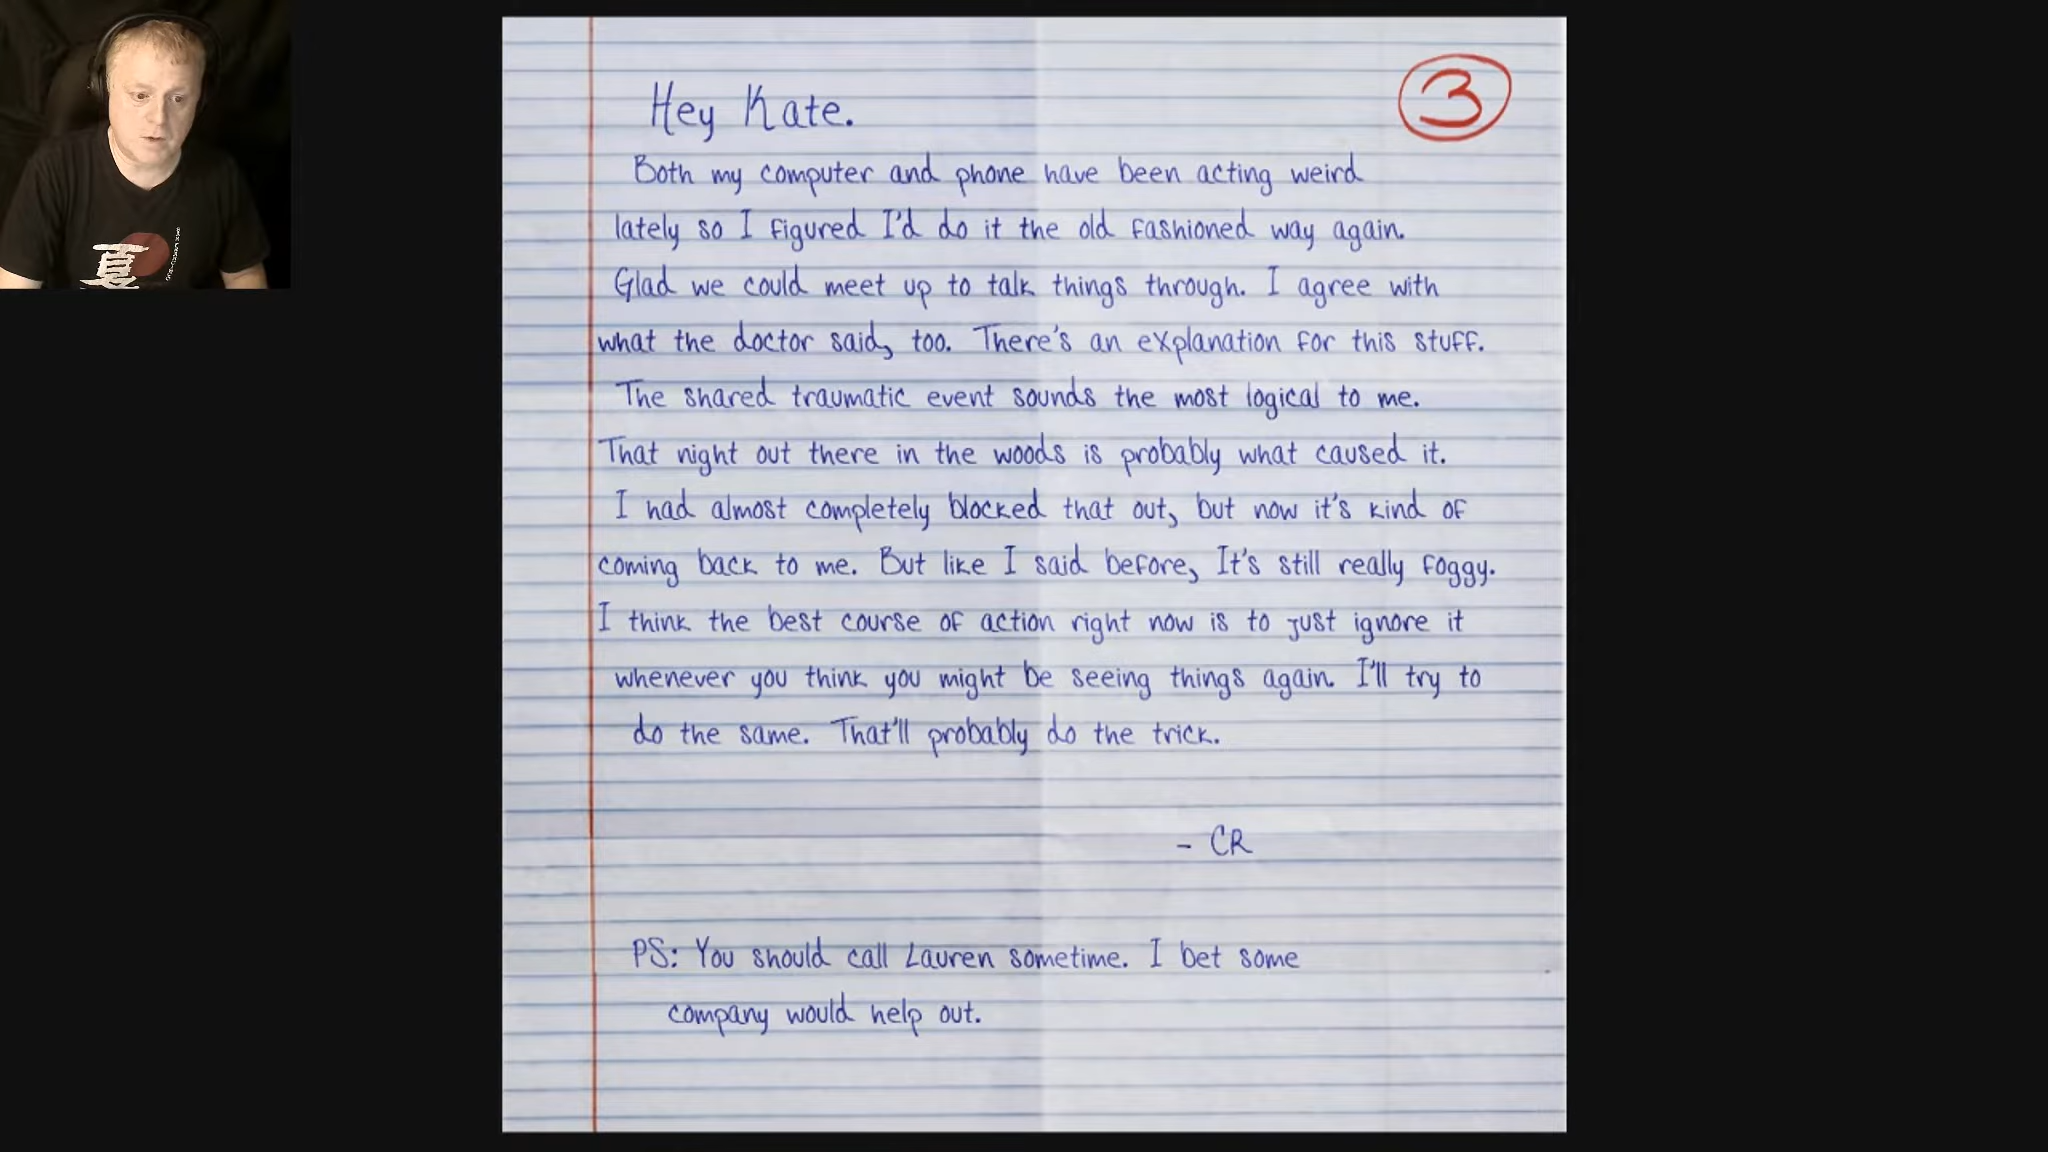 3
Hey Kate.
Both my computer and phone have been acting weird
lately so I figured I'd do it the old fashioned way again.
Glad we could meet up to talk things through. I agree with
what the doctor said, too. There's an explanation for this stuff.
The shared traumatic event sounds the most logical to me.
That night out there in the woods is probably what caused it.
I had almost completely blocked that out, but now it's kind of
coming back to me. But like I said before, It's still really foggy.
I think the best course of action right now is to just ignore it
whenever you think you might be seeing things again. I'll try to
do the same. That'll probably do the trick.
- CR
PS: You should call Lauren sometime. I bet some
company would help out.